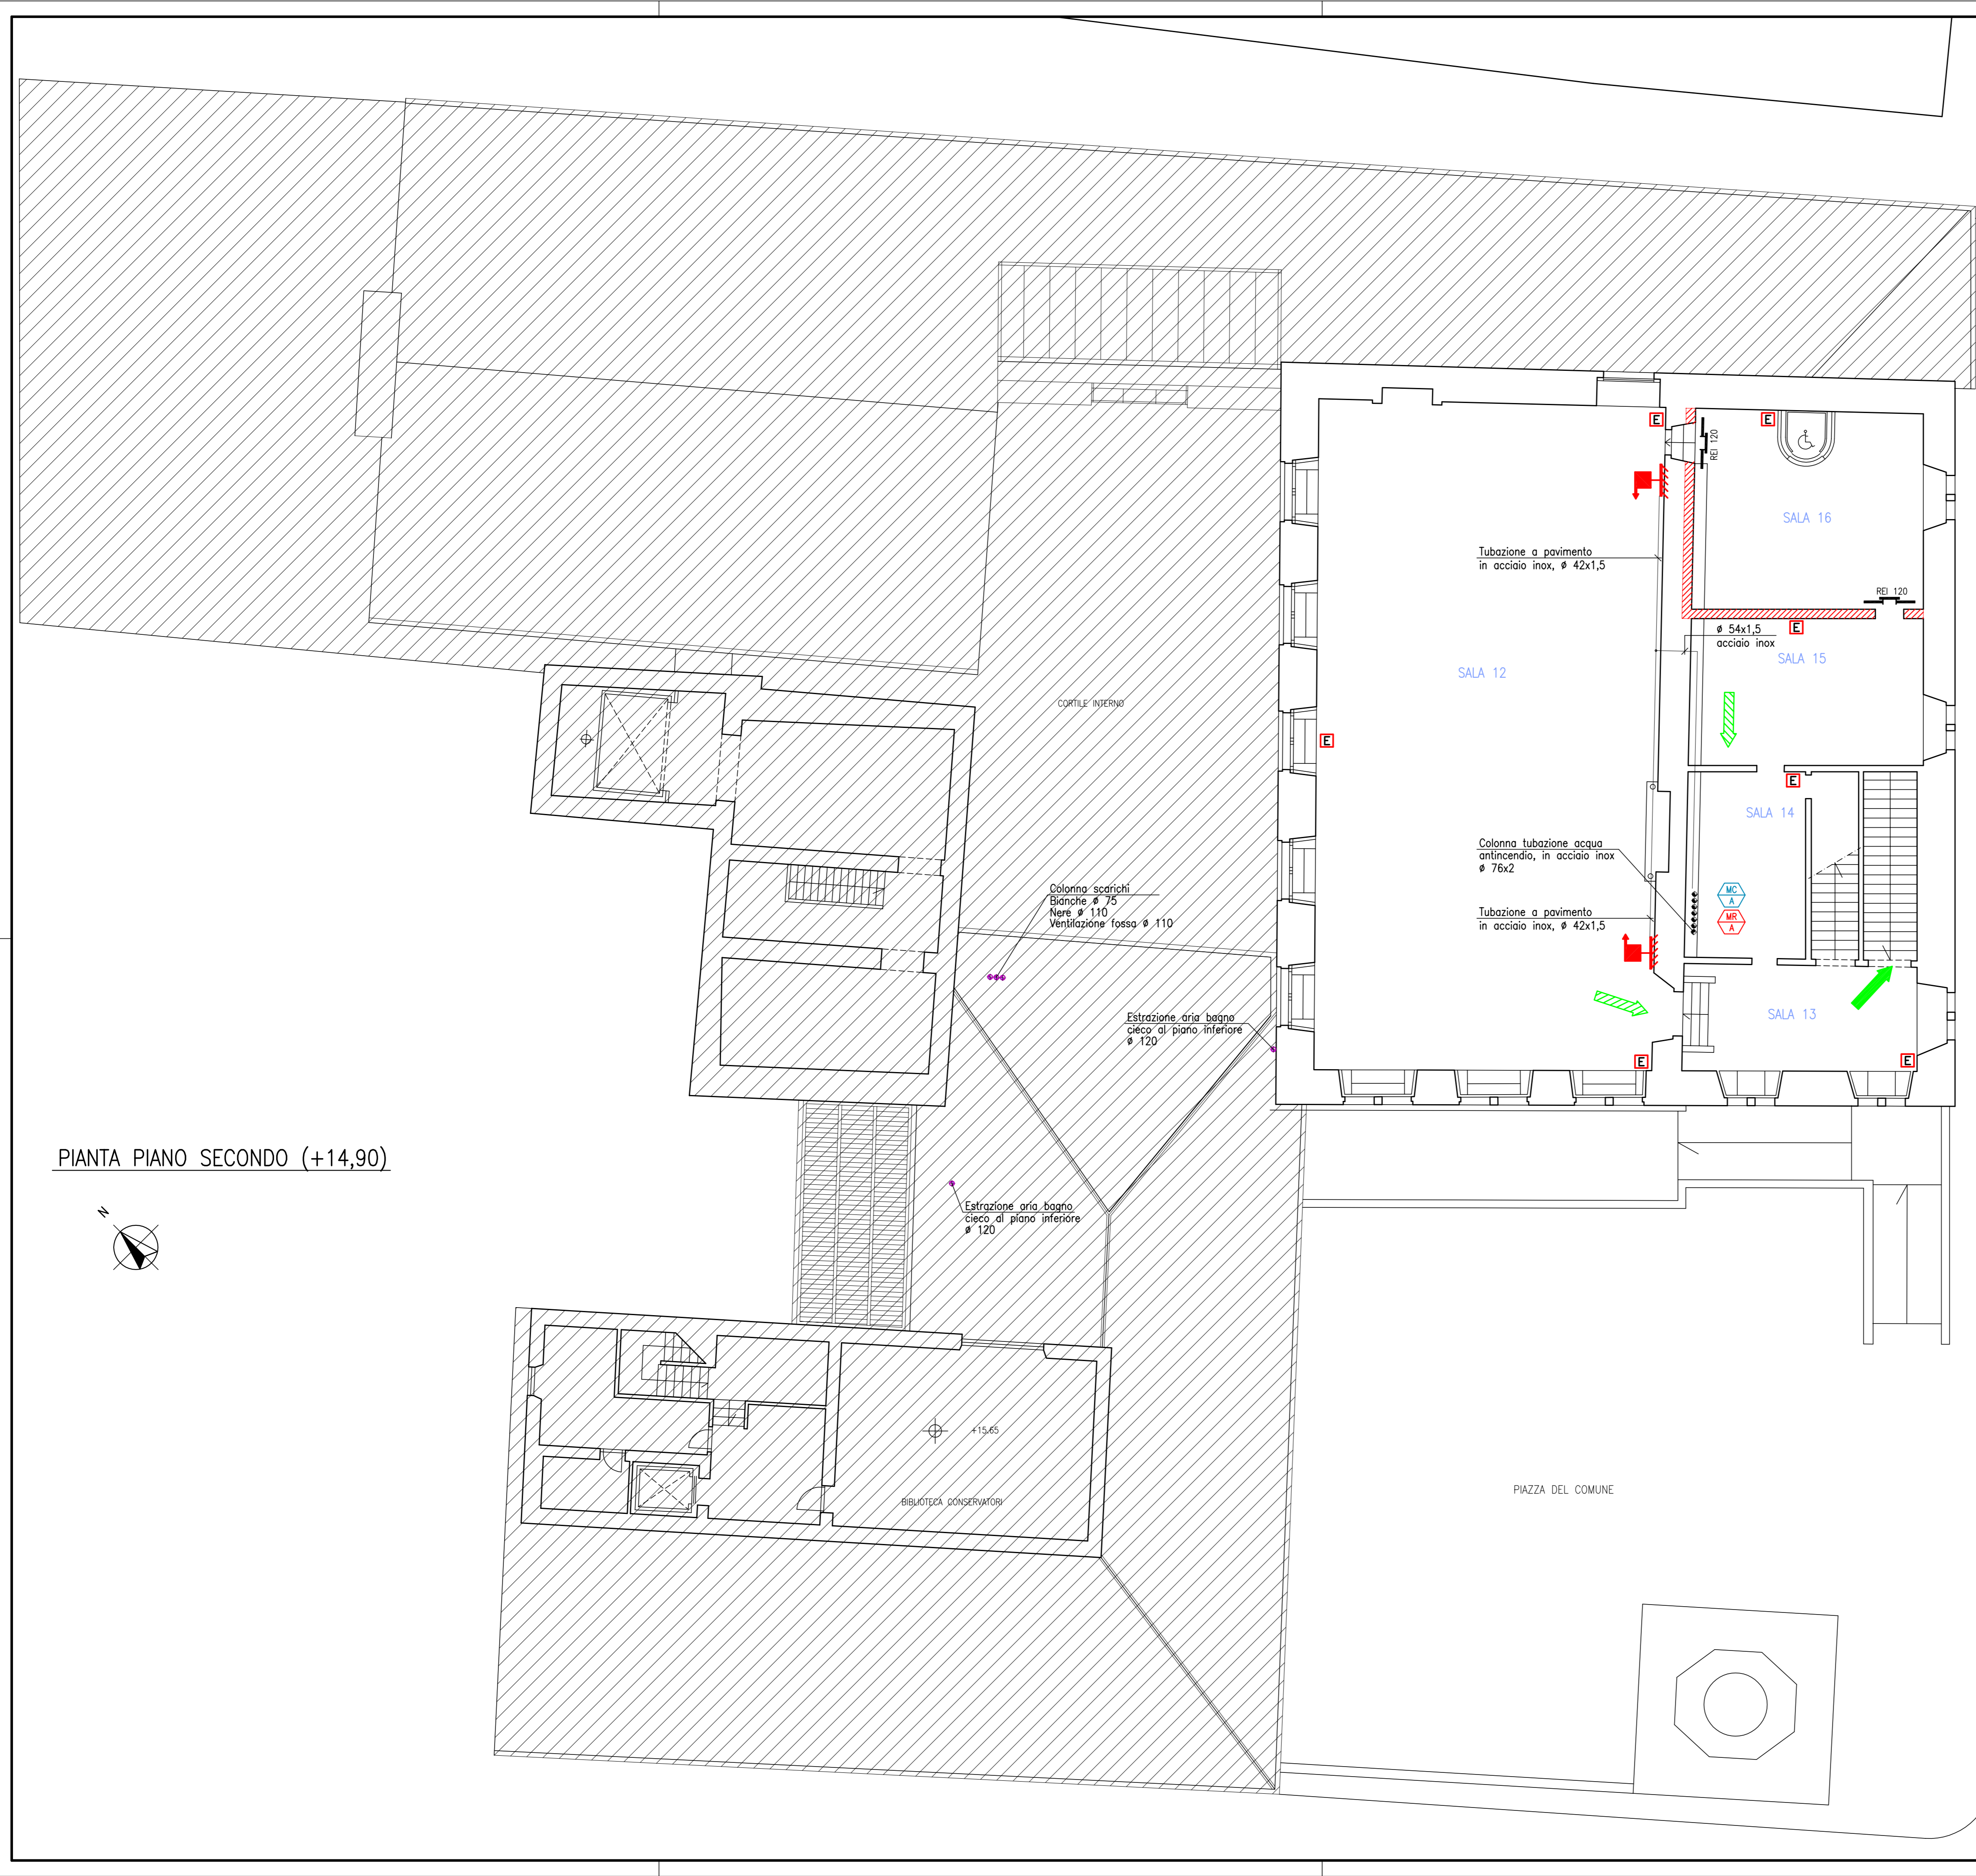 E
E
REI 120
SALA 16
Tubazione a pavimento
in acciaio inox, ø 42x1,5
REI 120
E
ø 54x1,5
acciaio inox
SALA 15
SALA 12
CORTILE INTERNO
E
E
SALA 14
Colonna tubazione acqua
antincendio, in acciaio inox
ø 76x2
MC
A
MR
A
Colonna scarichi
Bianche ø 75
Nere ø 110
Ventilazione fossa ø 110
Tubazione a pavimento
in acciaio inox, ø 42x1,5
SALA 13
Estrazione aria bagno
cieco al piano inferiore
ø 120
E
E
PIANTA PIANO SECONDO (+14,90)
N
Estrazione aria bagno
cieco al piano inferiore
ø 120
+15.65
BIBLIOTECA CONSERVATORI
PIAZZA DEL COMUNE